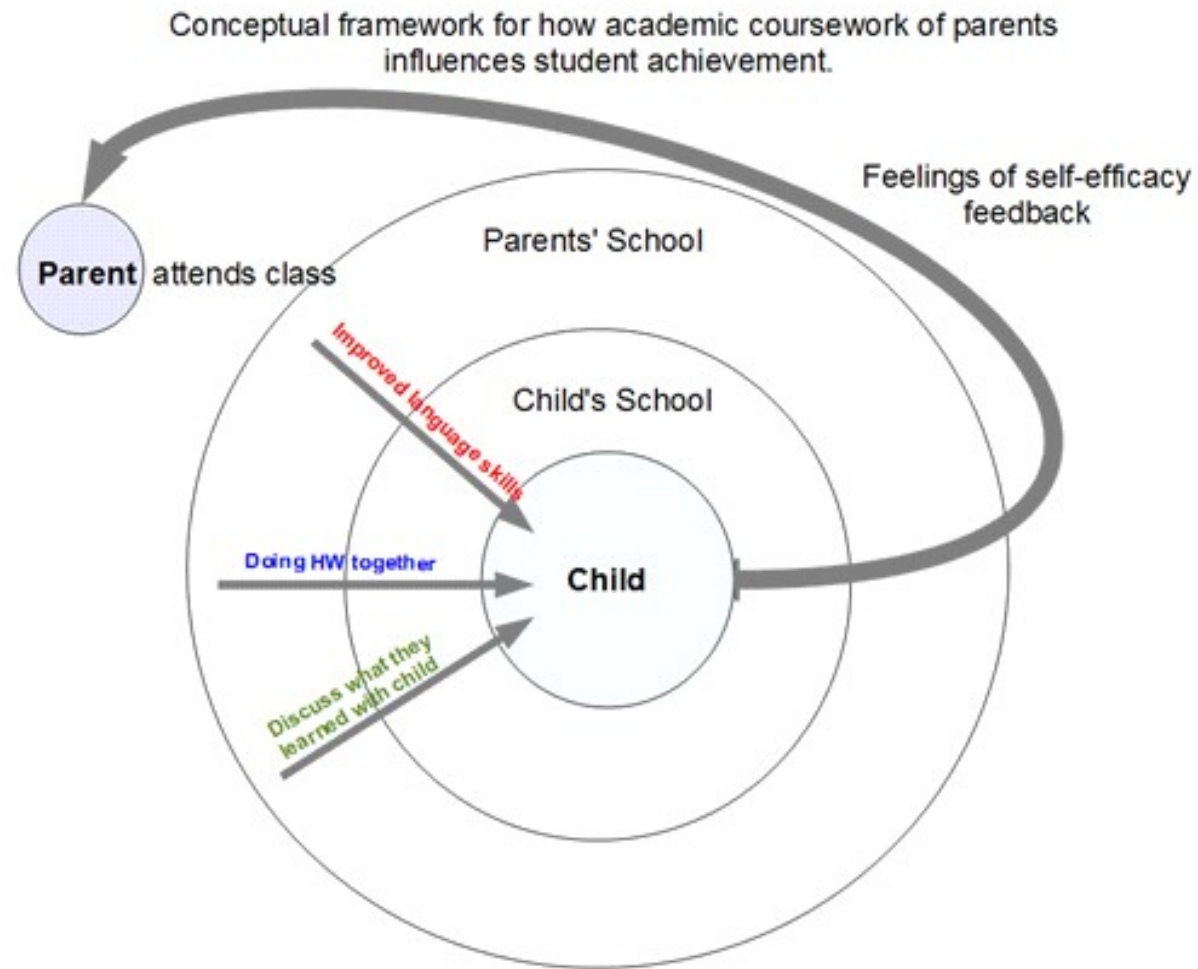 Conceptual framework for how academic coursework of parents
influences student achievement.
Feelings of self-efficacy
feedback
Parents' School
Parent attends class
Improved language skills
Child's School
Doing HW together
Child
Discuss what they
learned with child